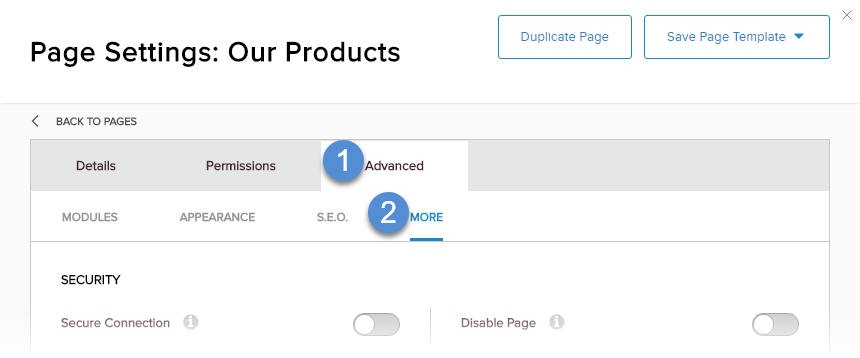 Page Settings: Our Products
Duplicate Page
Save Page Template
BACK TO PAGES
Details
Permissions
1
Advanced
MODULES
APPEARANCE
S.E.O.
2
MORE
SECURITY
Secure Connection
Disable Page